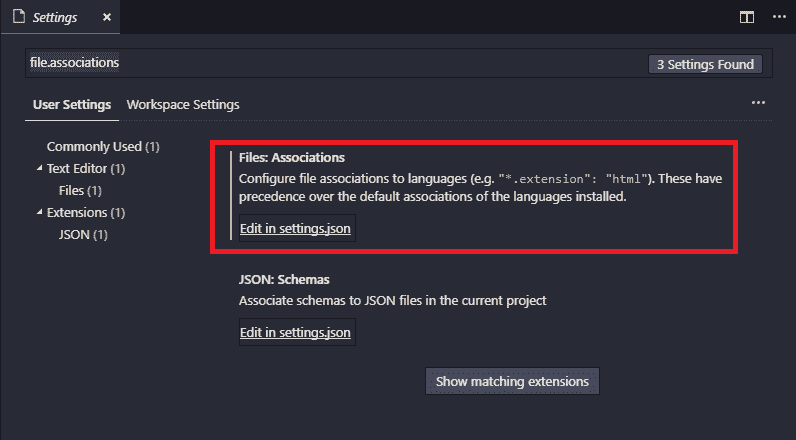 Settings
file.associations
3 Settings Found
User Settings
Workspace Settings
Commonly Used (1)
Text Editor (1)
Files (1)
Extensions (1)
JSON (1)
Files: Associations
Configure file associations to languages (e.g. "*.extension": "html"). These have
precedence over the default associations of the languages installed.
Edit in settings.json
JSON: Schemas
Associate schemas to JSON files in the current project
Edit in settings.json
Show matching extensions